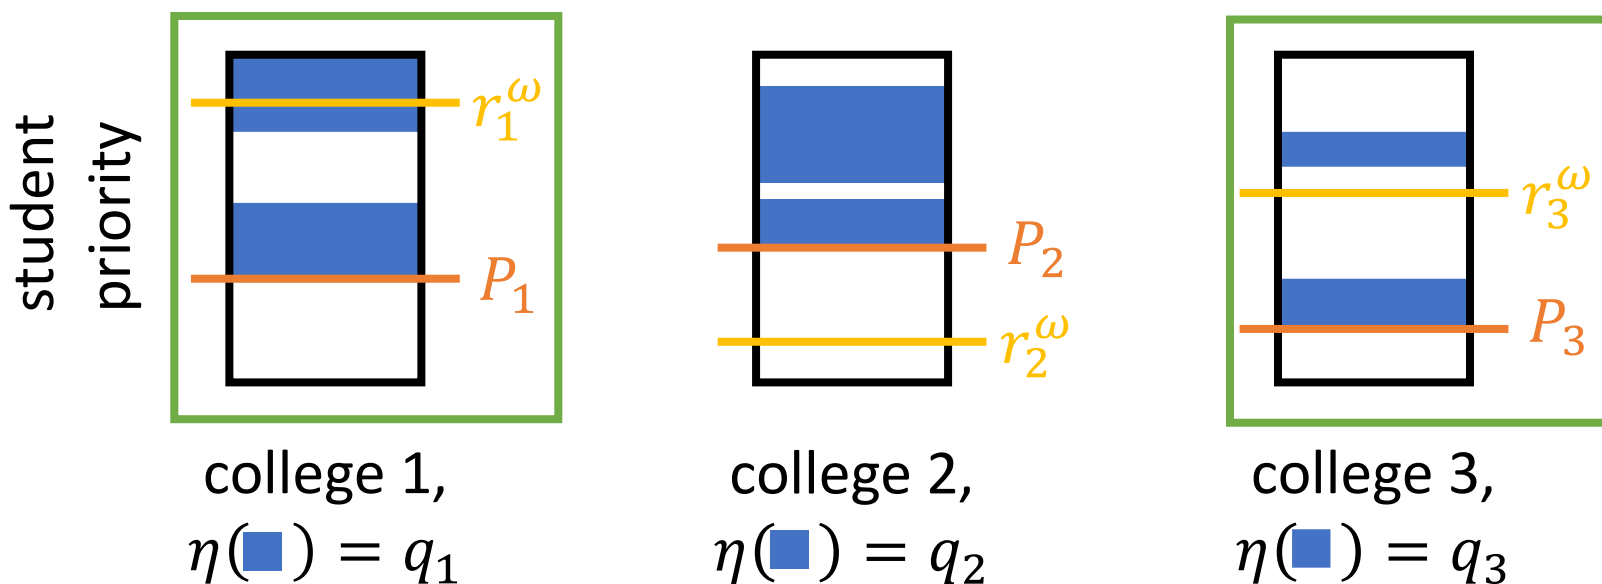 student
priority
r₁^ω
P₁
P₂
r₂^ω
r₃^ω
P₃
college 1,
η( ) = q₁
college 2,
η( ) = q₂
college 3,
η( ) = q₃